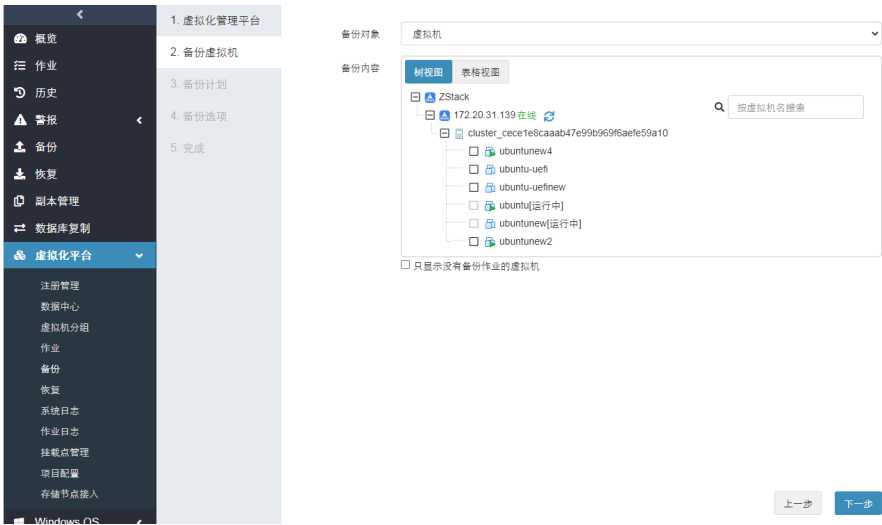 概览
作业
历史
警报
备份
恢复
副本管理
数据库复制
虚拟化平台
注册管理
数据中心
虚拟机分组
作业
备份
恢复
系统日志
作业日志
挂载点管理
项目配置
存储节点接入
Windows OS
1. 虚拟化管理平台
2. 备份虚拟机
3. 备份计划
4. 备份选项
5. 完成
备份对象 虚拟机
备份内容 树视图 表格视图
ZStack
172.20.31.139 在线
按虚拟机名搜索
cluster_cece1e8caaab47e99b969f6aefe59a10
ubuntunew4
ubuntu-uefi
ubuntu-uefinew
ubuntu[运行中]
ubuntunew[运行中]
ubuntunew2
只显示没有备份作业的虚拟机
上一步 下一步